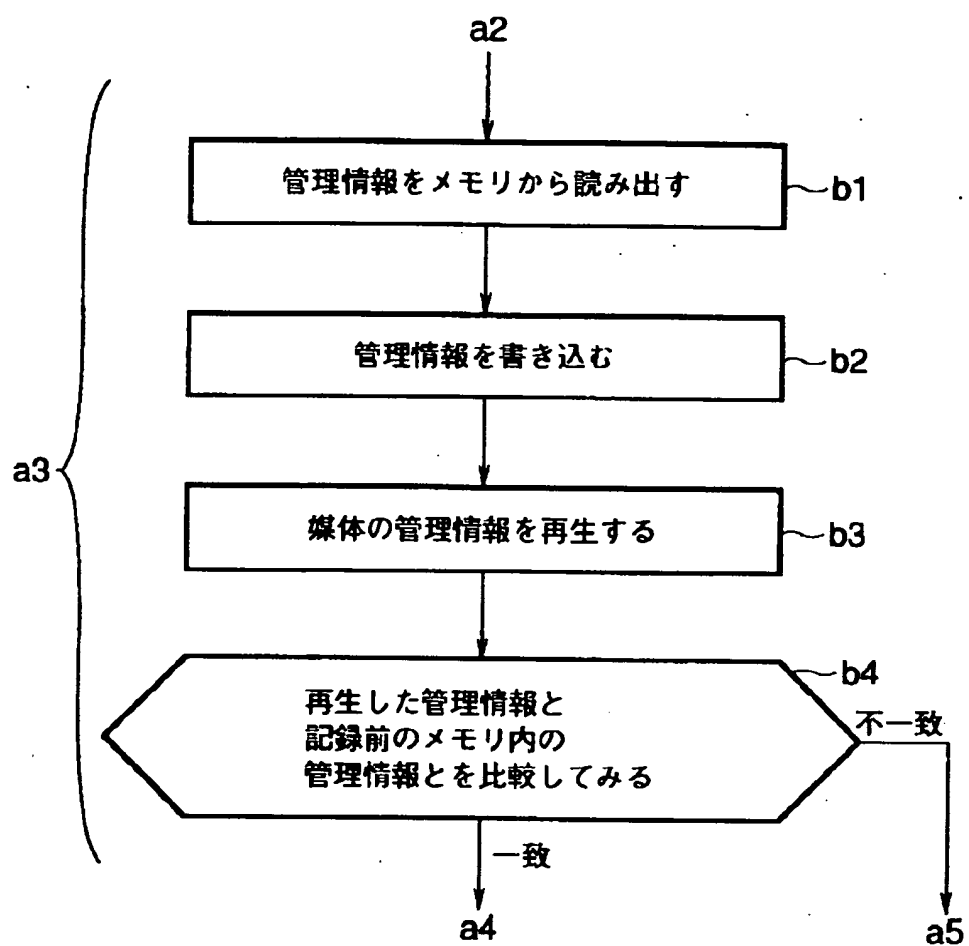 a2
管理情報をメモリから読み出す
b1
管理情報を書き込む
b2
a3
媒体の管理情報を再生する
b3
b4
再生した管理情報と
記録前のメモリ内の
管理情報とを比較してみる
不一致
一致
a4
a5